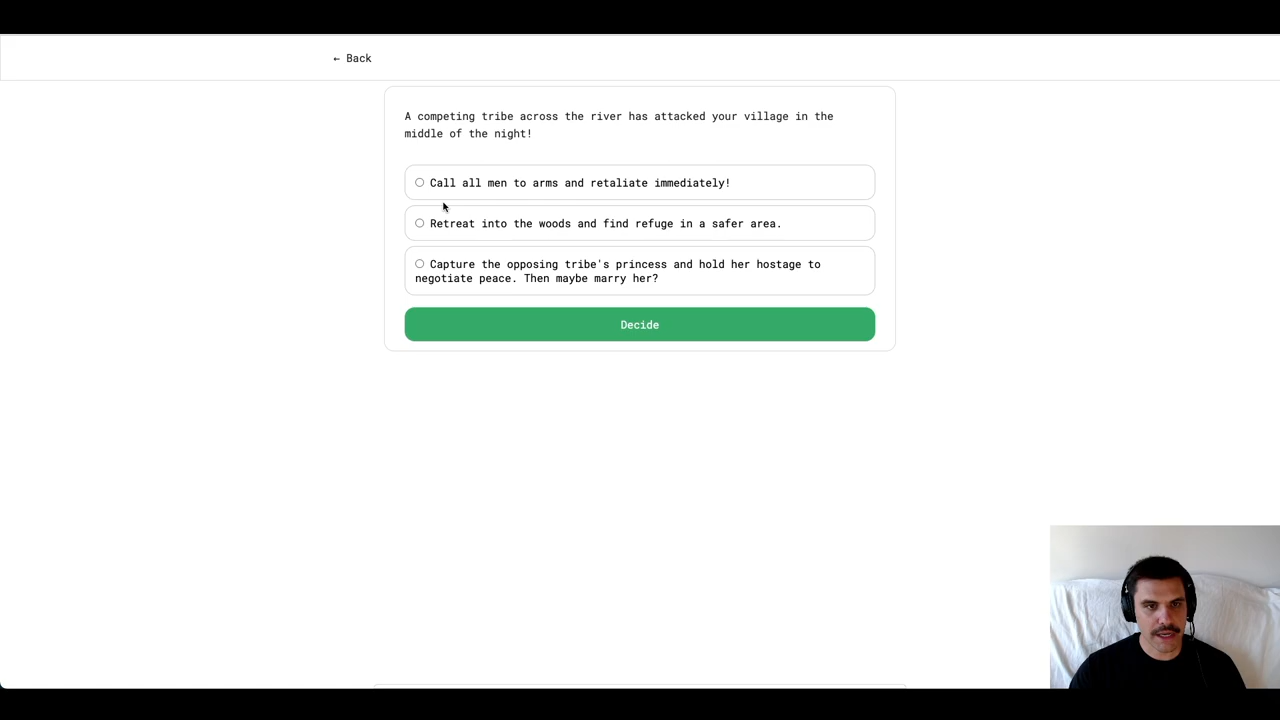 ← Back
A competing tribe across the river has attacked your village in the
middle of the night!
Call all men to arms and retaliate immediately!
Retreat into the woods and find refuge in a safer area.
Capture the opposing tribe's princess and hold her hostage to
negotiate peace. Then maybe marry her?
Decide